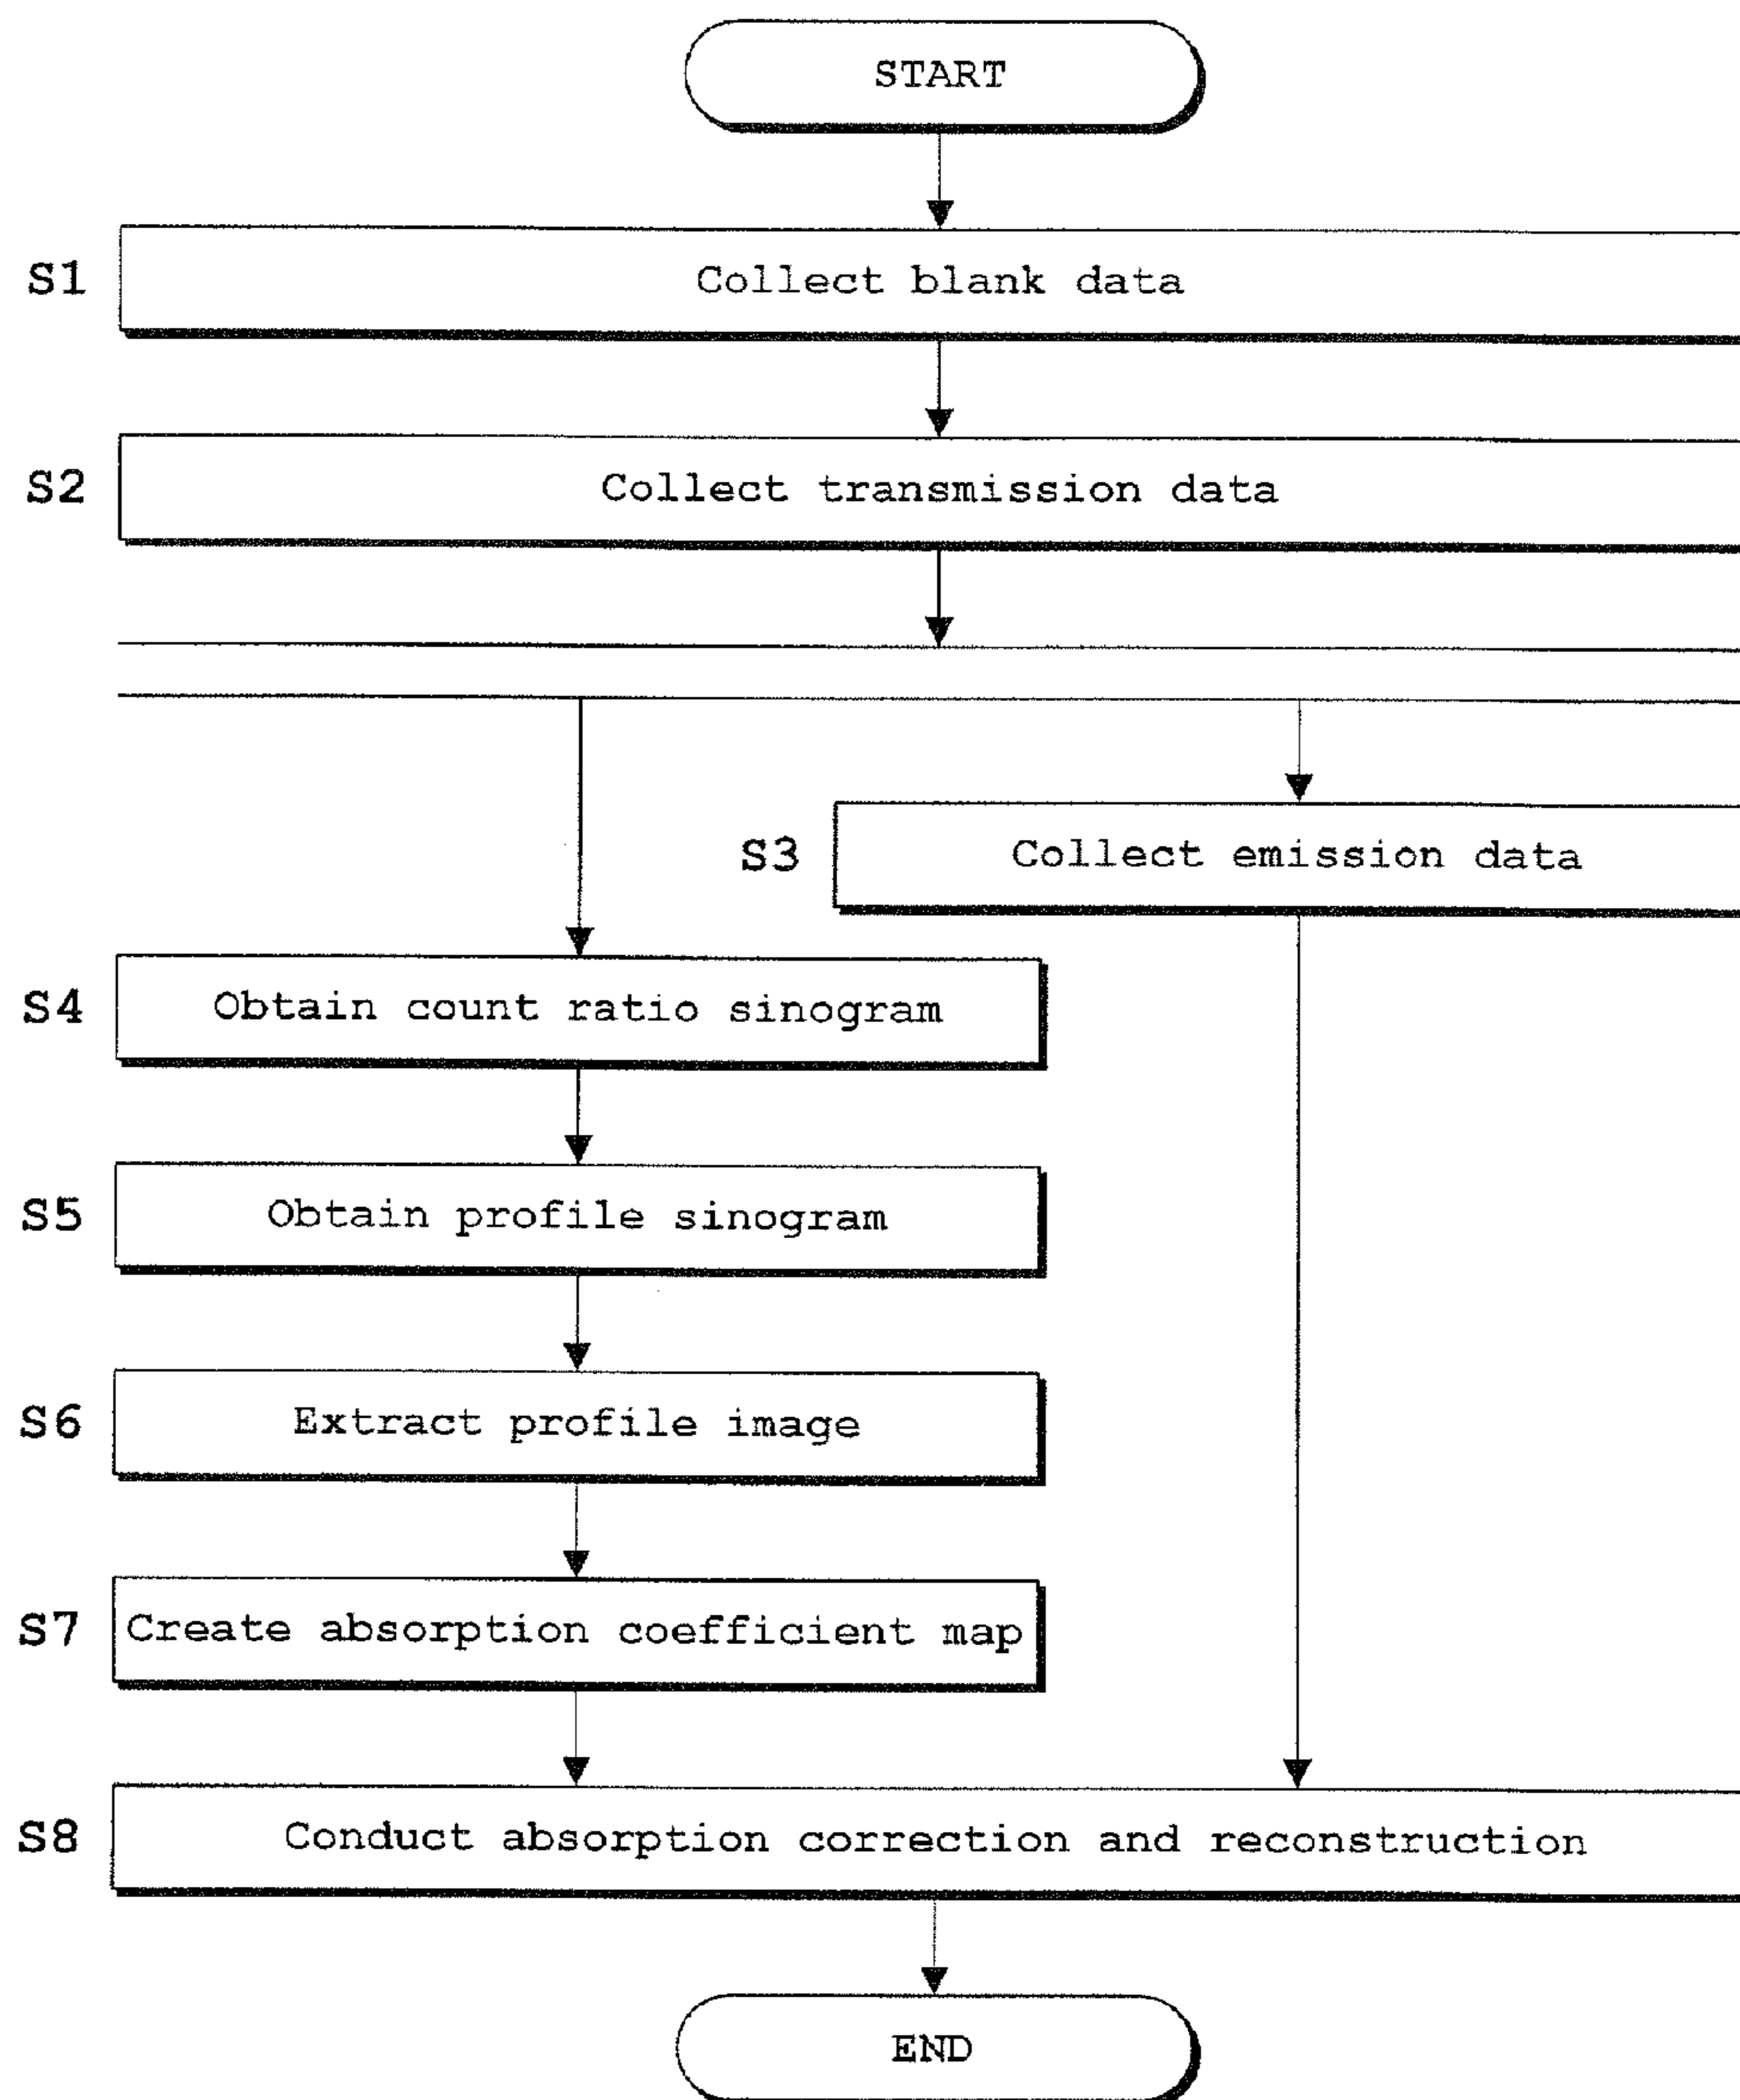 START
S1 Collect blank data
S2 Collect transmission data
S3 Collect emission data
S4 Obtain count ratio sinogram
S5 Obtain profile sinogram
S6 Extract profile image
S7 Create absorption coefficient map
S8 Conduct absorption correction and reconstruction
END